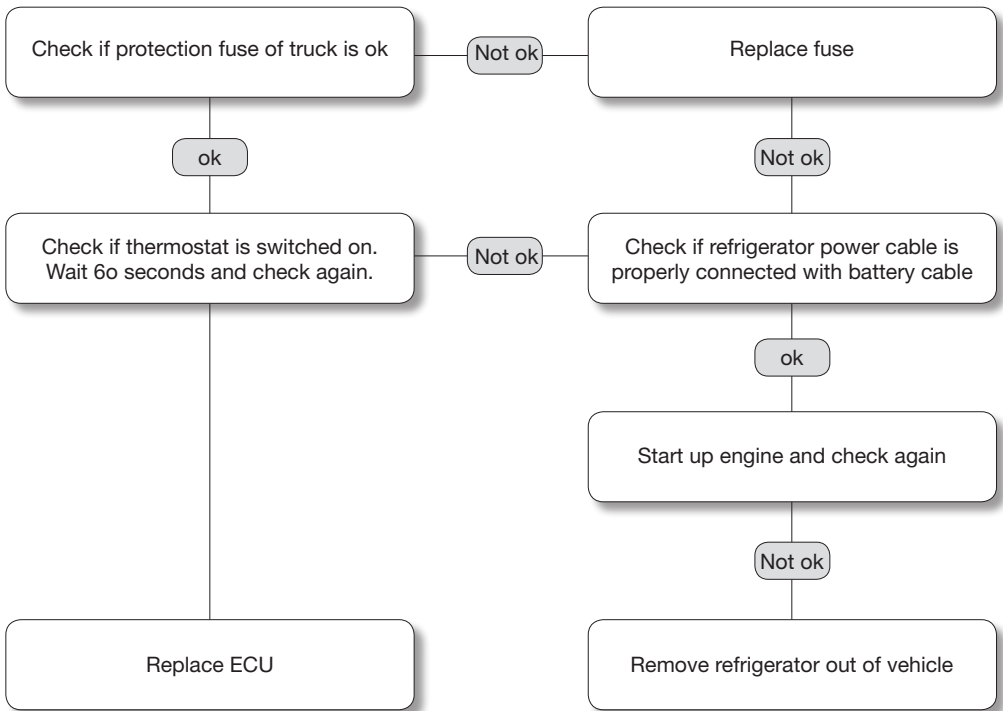 Check if protection fuse of truck is ok
Not ok
Replace fuse
ok
Not ok
Check if thermostat is switched on.
Wait 6o seconds and check again.
Not ok
Check if refrigerator power cable is
properly connected with battery cable
ok
Start up engine and check again
Not ok
Replace ECU
Remove refrigerator out of vehicle